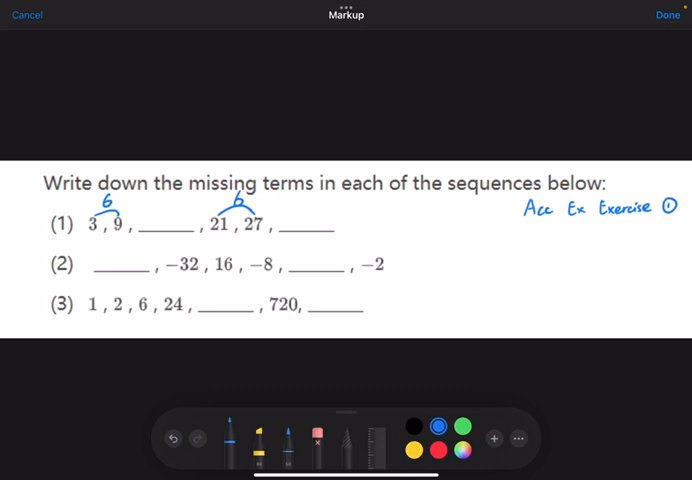 Cancel
Markup
Done
Write down the missing terms in each of the sequences below:
6 6
Acc Ex Exercise ①
(1) 3 , 9 , ______ , 21 , 27 , ______
(2) ______ , −32 , 16 , −8 , ______ , −2
(3) 1 , 2 , 6 , 24 , ______ , 720, ______